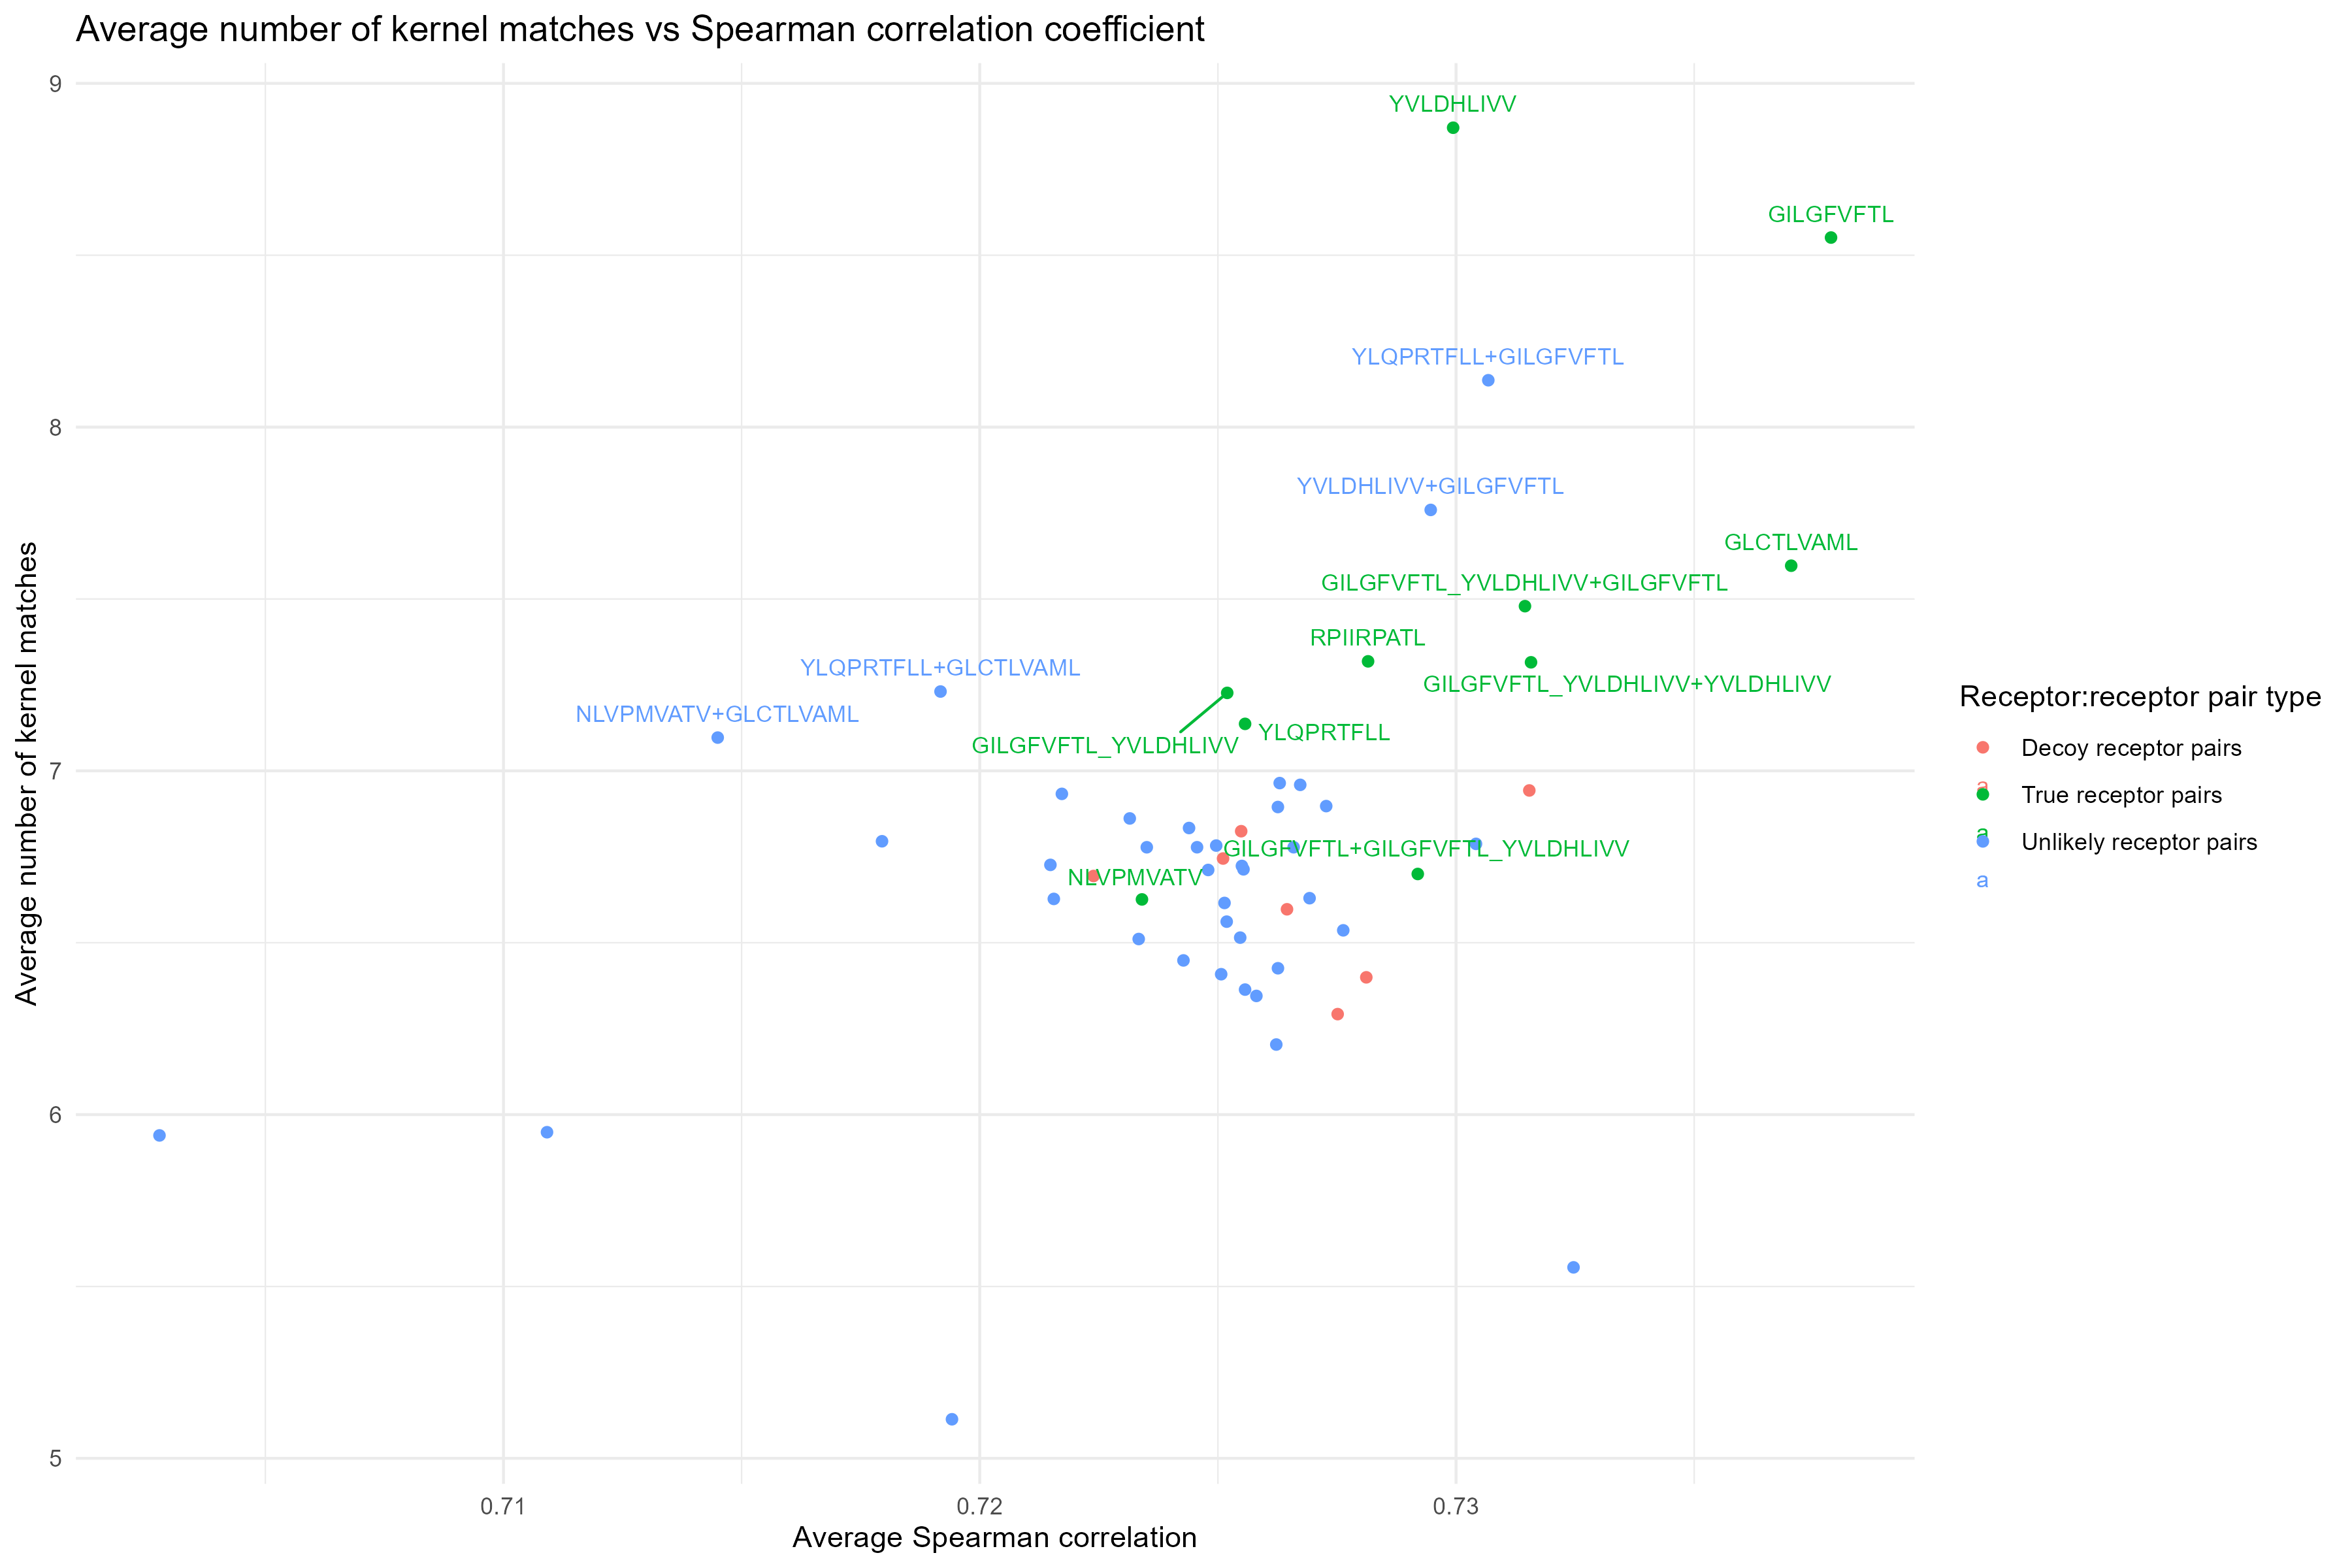 Average number of kernel matches vs Spearman correlation coefficient
9
YVLDHLIVV
GILGFVFTL
YLQPRTFLL+GILGFVFTL
8
YVLDHLIVV+GILGFVFTL
GLCTLVAML
GILGFVFTL_YVLDHLIVV+GILGFVFTL
RPIIRPATL
YLQPRTFLL+GLCTLVAML
GILGFVFTL_YVLDHLIVV+YVLDHLIVV
NLVPMVATV+GLCTLVAML
YLQPRTFLL
GILGFVFTL_YVLDHLIVV
7
GILGFVFTL+GILGFVFTL_YVLDHLIVV
NLVPMVATV
6
5
Average number of kernel matches
0.71 0.72 0.73
Average Spearman correlation
Receptor:receptor pair type
Decoy receptor pairs
a
True receptor pairs
a
Unlikely receptor pairs
a